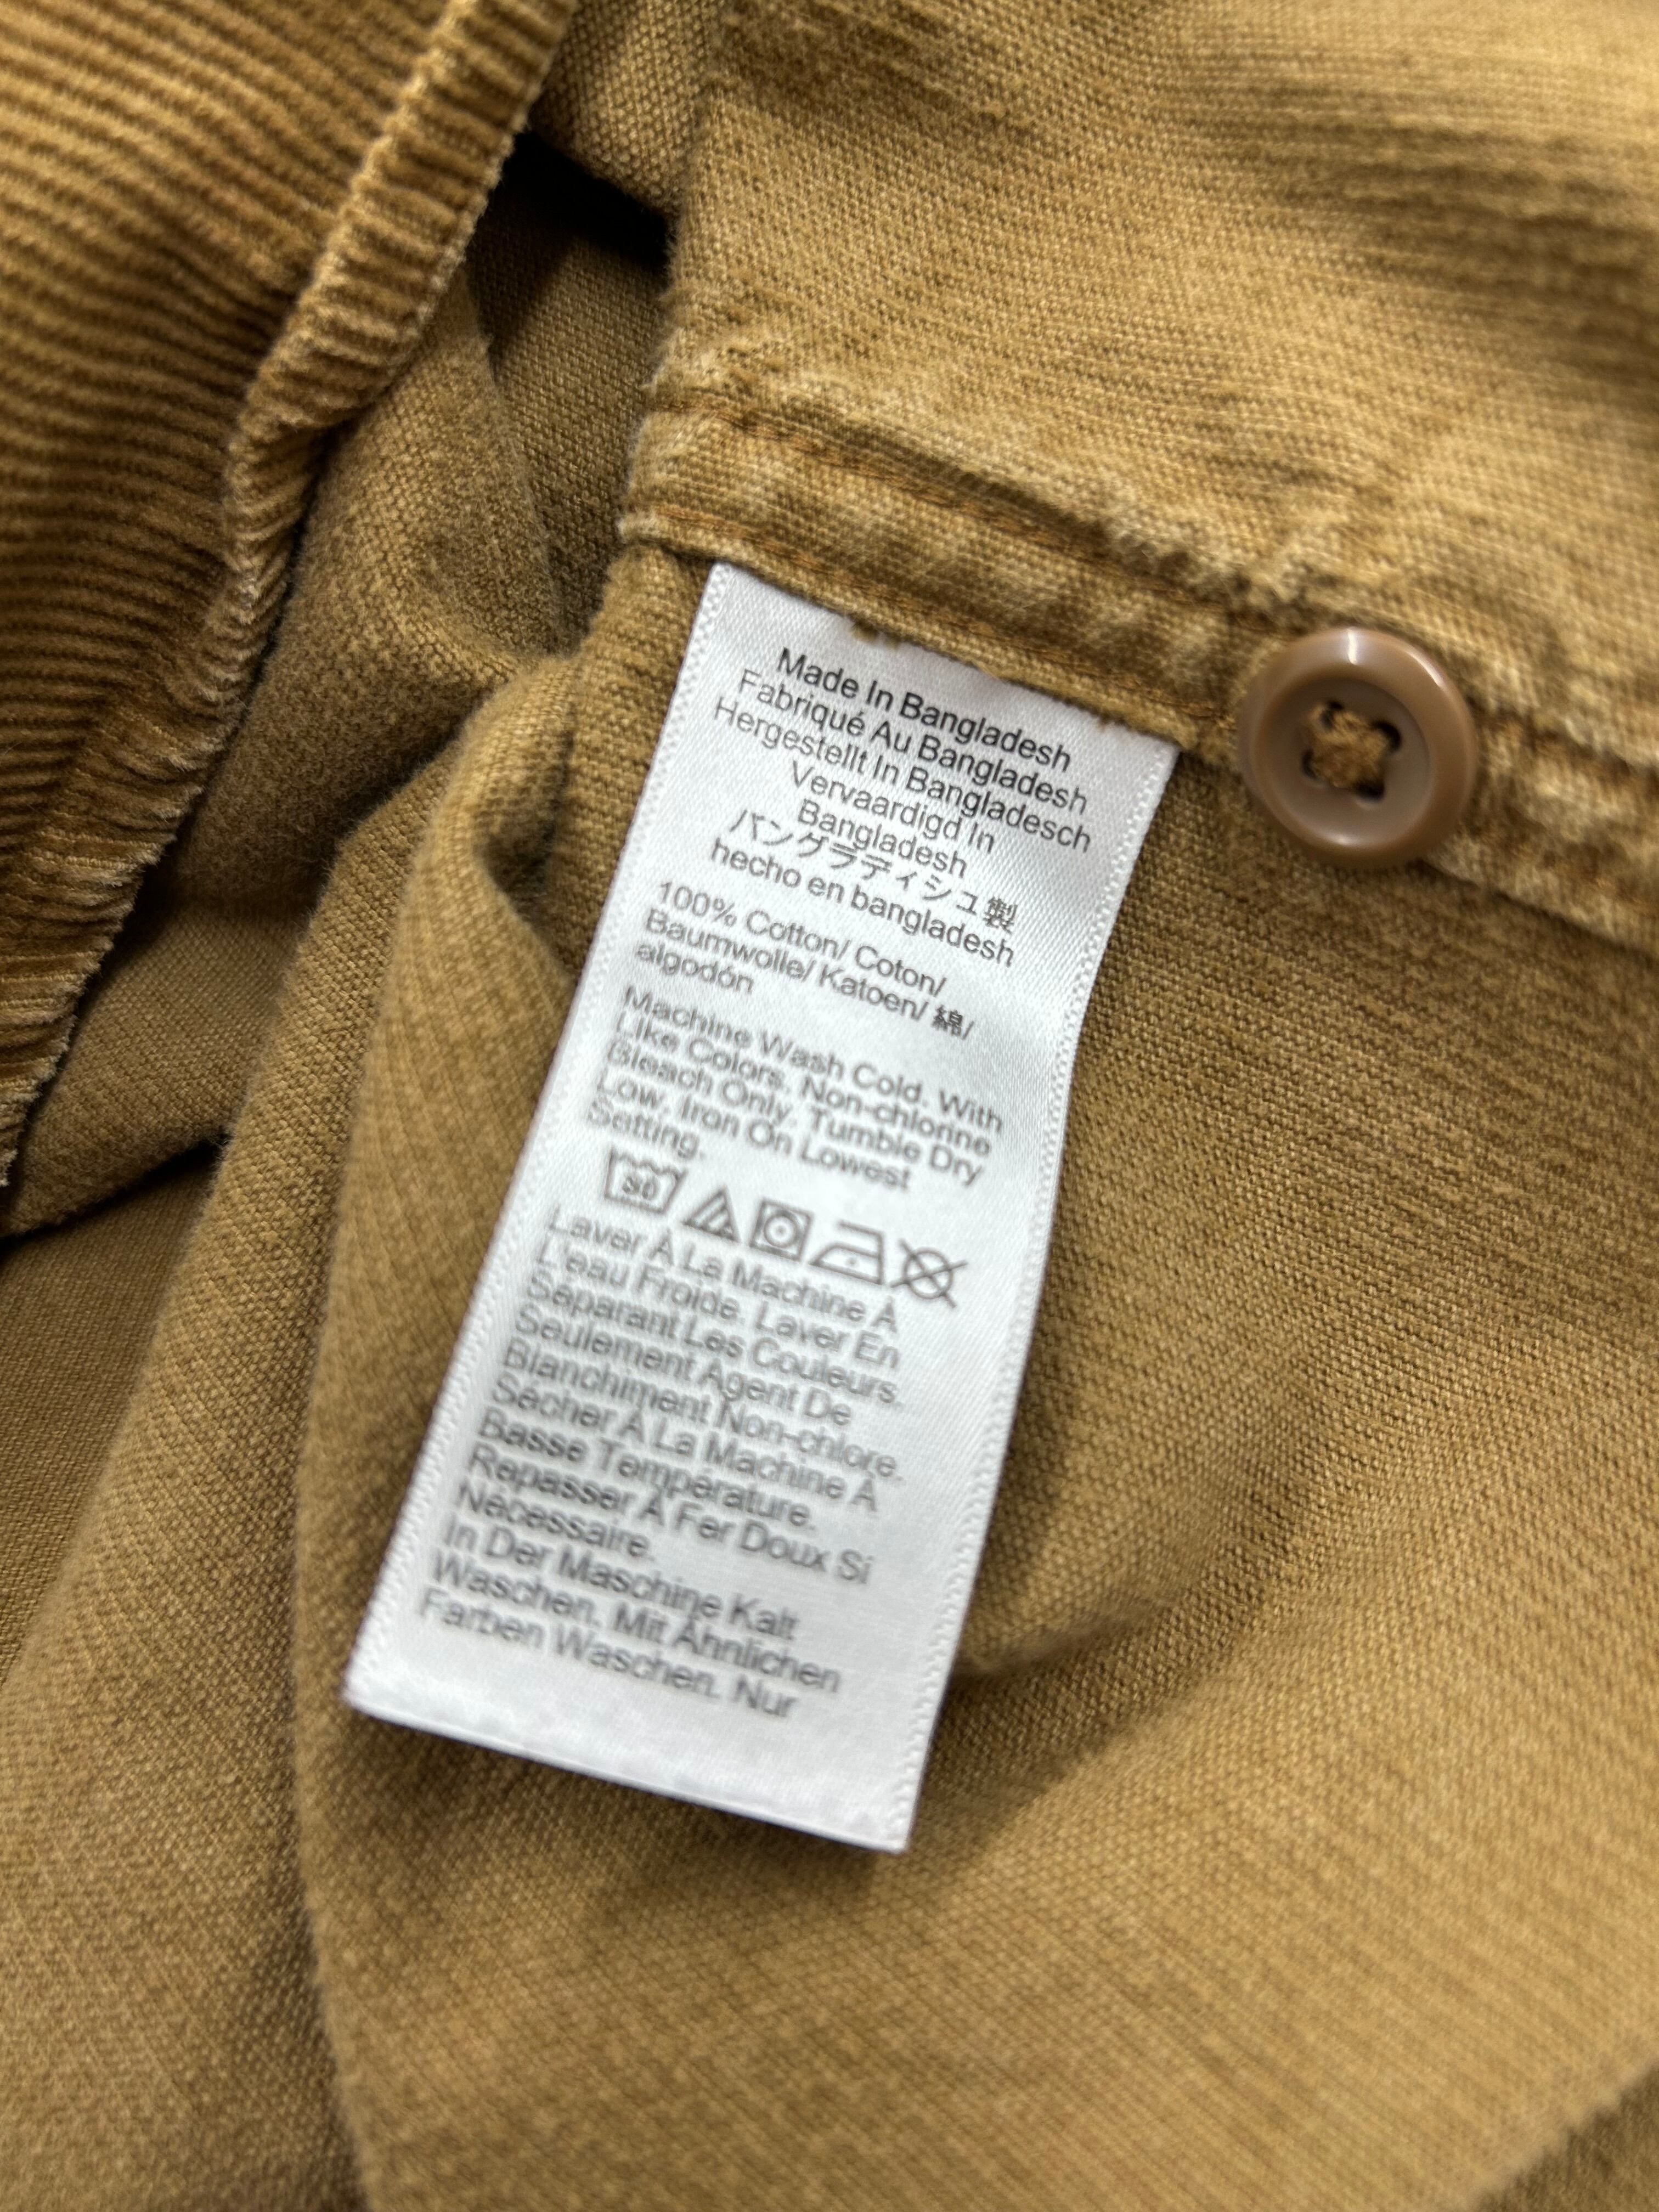 Made In Bangladesh
Fabriqué Au Bangladesh
Hergestellt In Bangladesch
Vervaardigd In
Bangladesh
バングラディシュ製
hecho en bangladesh
100% Cotton/ Coton/
Baumwolle/ Katoen/ 綿/
algodón
Machine Wash Cold. With
Like Colors. Non-chlorine
Bleach Only. Tumble Dry
Low. Iron On Lowest
Setting.
30
Laver À La Machine À
L'eau Froide. Laver En
Séparant Les Couleurs.
Seulement Agent De
Blanchiment Non-chlore.
Sécher À La Machine À
Basse Température.
Repasser À Fer Doux Si
Nécessaire.
In Der Maschine Kalt
Waschen. Mit Ähnlichen
Farben Waschen. Nur